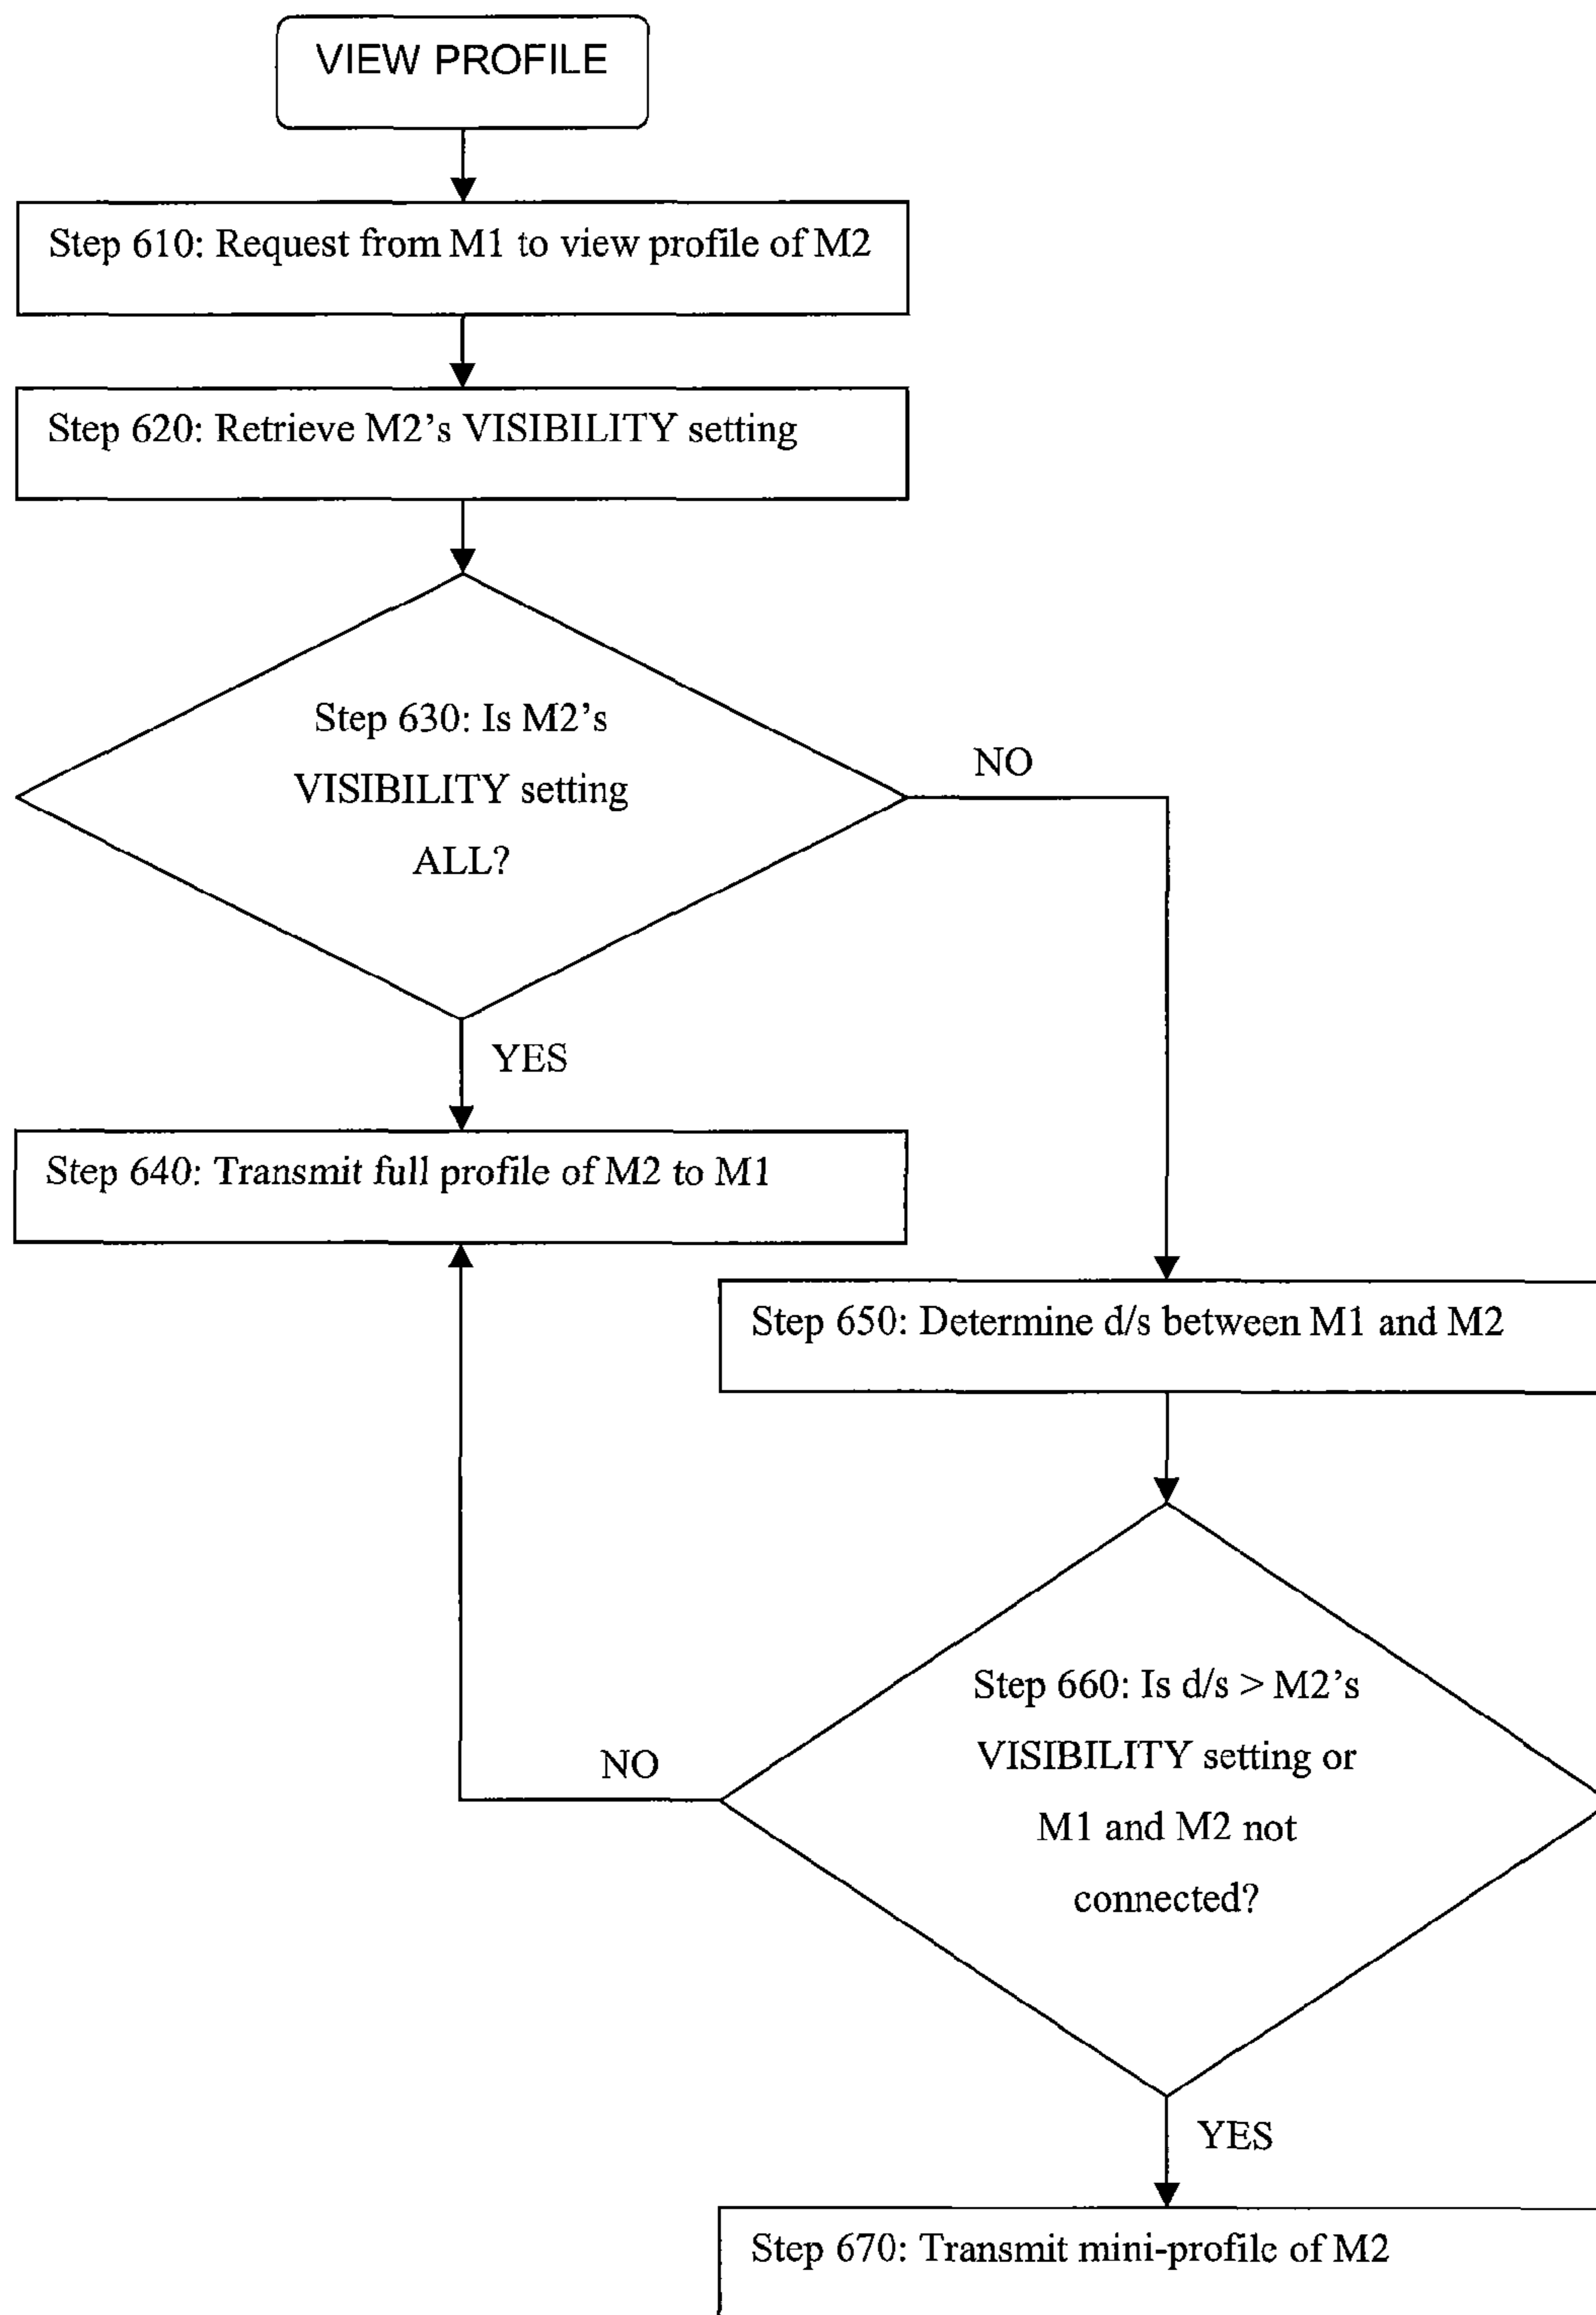 VIEW PROFILE
Step 610: Request from M1 to view profile of M2
Step 620: Retrieve M2's VISIBILITY setting
Step 630: Is M2's
VISIBILITY setting
ALL?
NO
YES
Step 640: Transmit full profile of M2 to M1
Step 650: Determine d/s between M1 and M2
Step 660: Is d/s > M2's
VISIBILITY setting or
M1 and M2 not
connected?
NO
YES
Step 670: Transmit mini-profile of M2